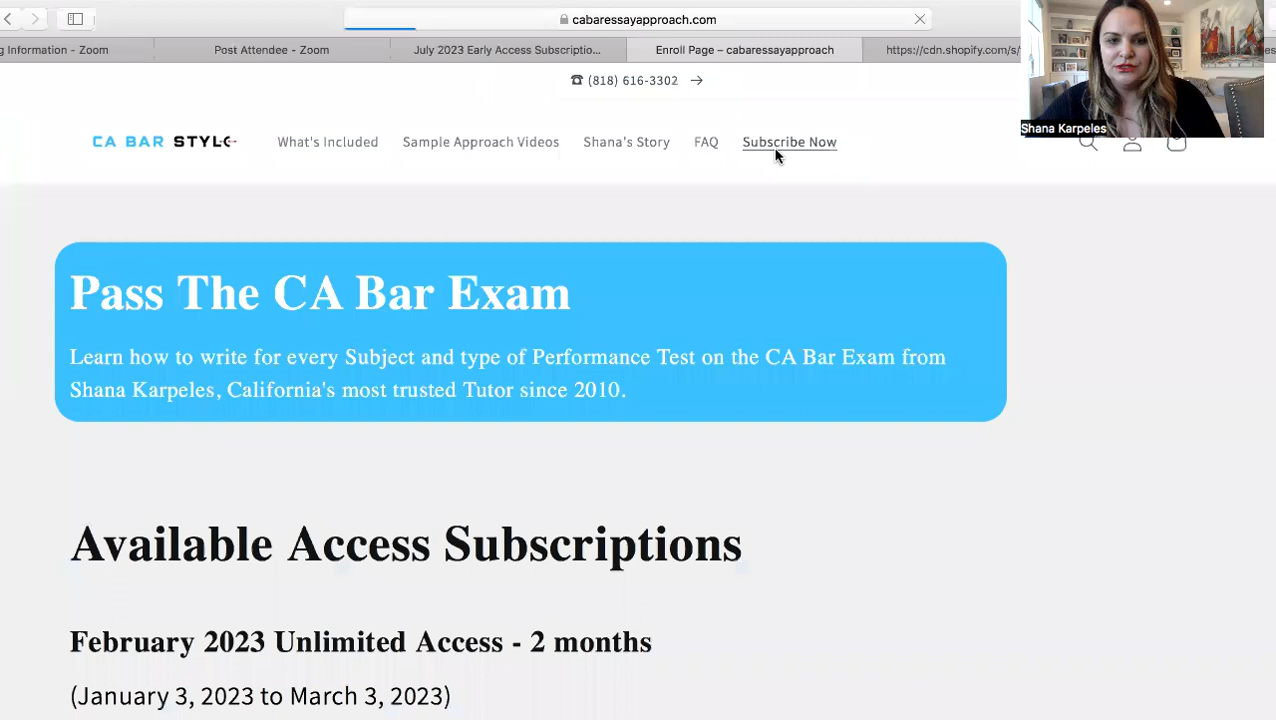 cabaressayapproach.com
g Information - Zoom
Post Attendee - Zoom
July 2023 Early Access Subscriptio...
Enroll Page – cabaressayapproach
https://cdn.shopify.com/s/
(818) 616-3302
Shana Karpeles
CA BAR STYLE
What's Included
Sample Approach Videos
Shana's Story
FAQ
Subscribe Now
Pass The CA Bar Exam
Learn how to write for every Subject and type of Performance Test on the CA Bar Exam from
Shana Karpeles, California's most trusted Tutor since 2010.
Available Access Subscriptions
February 2023 Unlimited Access - 2 months
(January 3, 2023 to March 3, 2023)